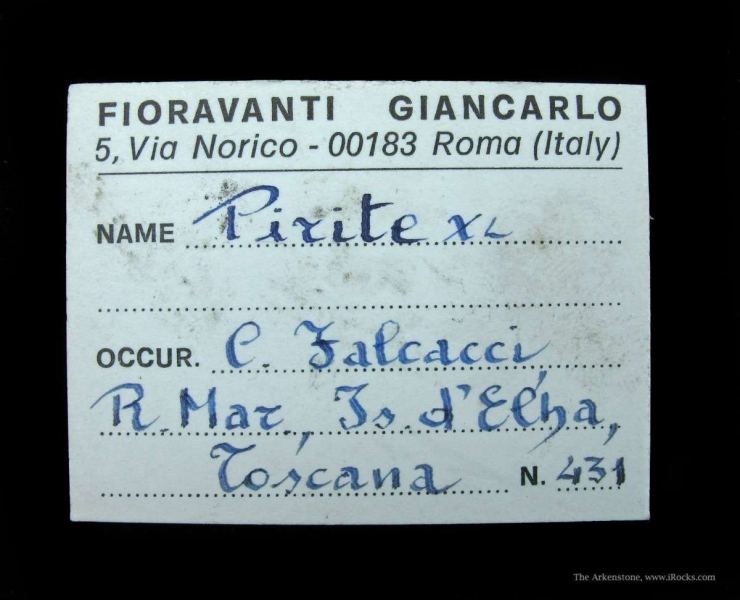 FIORAVANTI GIANCARLO
5, Via Norico - 00183 Roma (Italy)
NAME Pirite XL
OCCUR. C. Falcacci,
R. Mar., Is. d'Elba,
Toscana N. 431
The Arkenstone, www.iRocks.com